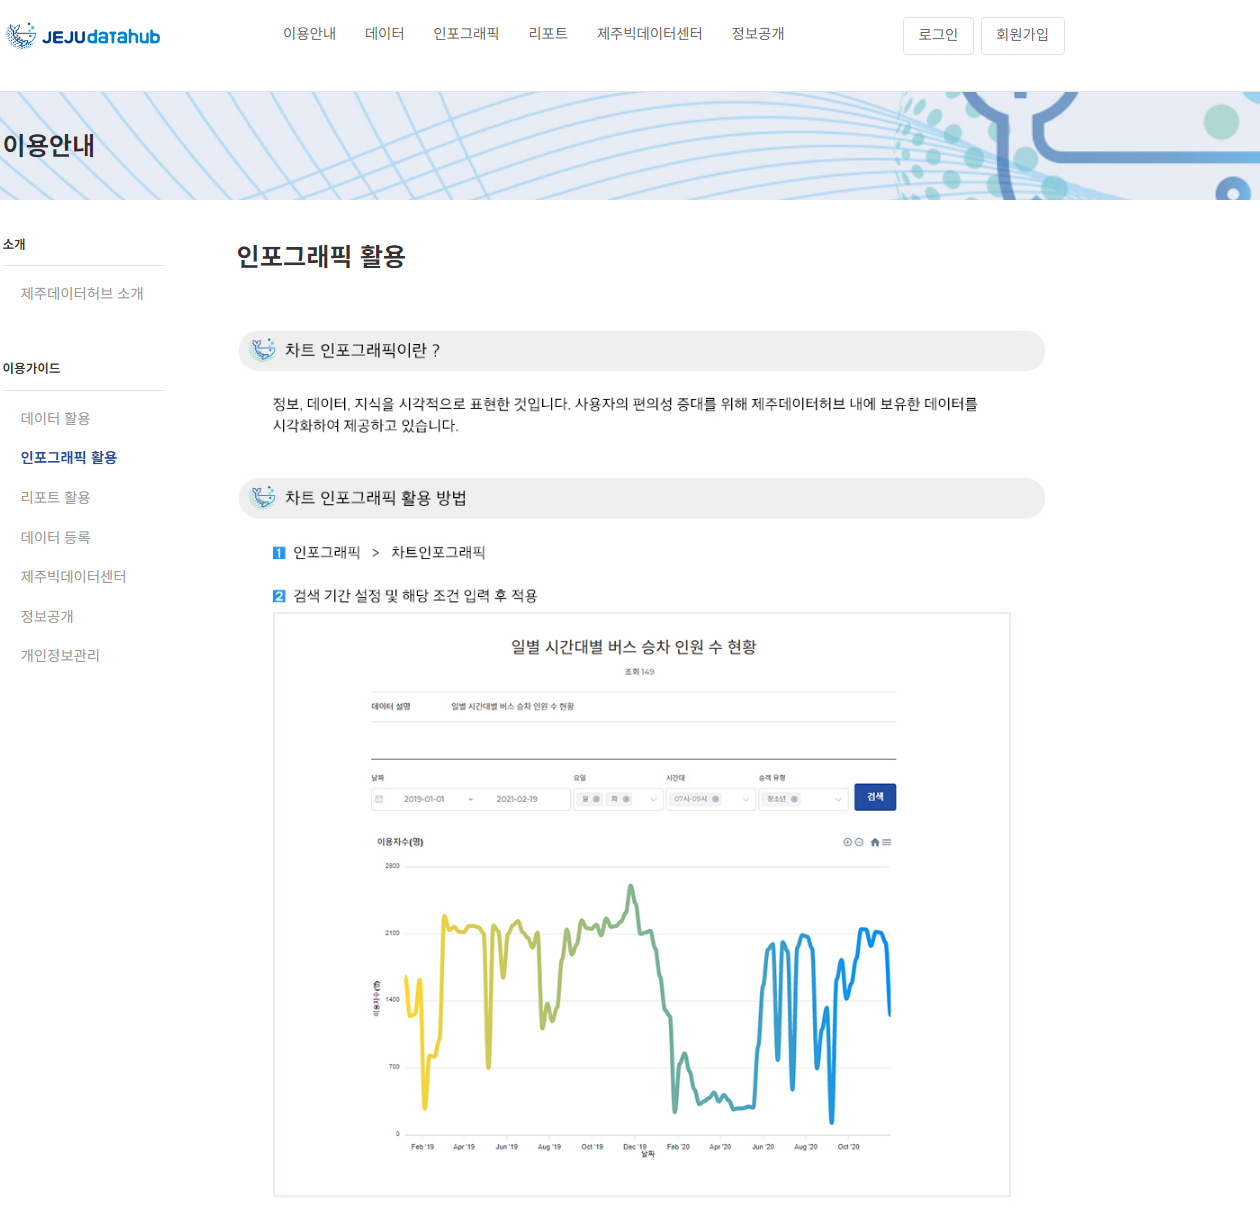 JEJUdatahub
이용안내 데이터 인포그래픽 리포트 제주빅데이터센터 정보공개
로그인 회원가입
이용안내
소개
제주데이터허브 소개
이용가이드
데이터 활용
인포그래픽 활용
리포트 활용
데이터 등록
제주빅데이터센터
정보공개
개인정보관리
인포그래픽 활용
차트 인포그래픽이란 ?
정보, 데이터, 지식을 시각적으로 표현한 것입니다. 사용자의 편의성 증대를 위해 제주데이터허브 내에 보유한 데이터를
시각화하여 제공하고 있습니다.
차트 인포그래픽 활용 방법
1 인포그래픽 > 차트인포그래픽
2 검색 기간 설정 및 해당 조건 입력 후 적용
일별 시간대별 버스 승차 인원 수 현황
조회 149
데이터 설명 일별 시간대별 버스 승차 인원 수 현황
날짜 요일 시간대 승객 유형
2019-01-01 ~ 2021-02-19 월 화 07시-09시 청소년 검색
이용자수(명)
2800
2100
1400
700
0
이용자수(명)
Feb '19 Apr '19 Jun '19 Aug '19 Oct '19 Dec '19 Feb '20 Apr '20 Jun '20 Aug '20 Oct '20
날짜